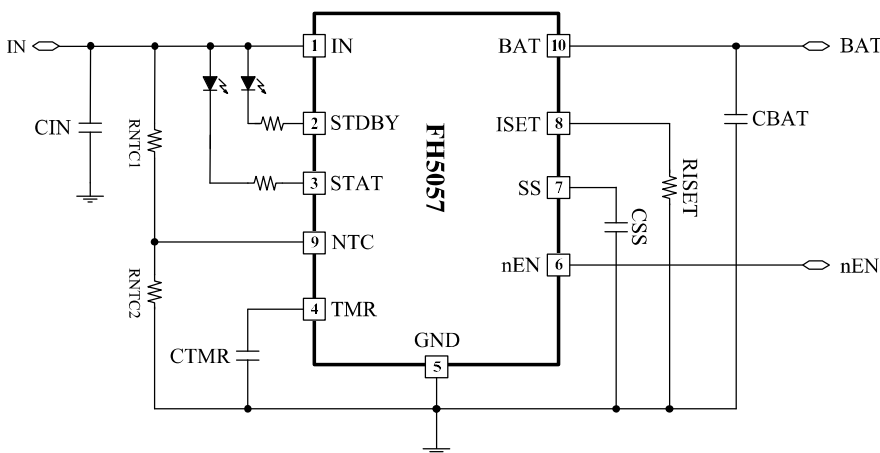 IN
1 IN
BAT 10
BAT
CIN
RNTC1
2 STDBY
ISET 8
CBAT
3 STAT
FH5057
SS 7
RISET
CSS
9 NTC
nEN 6
nEN
RNTC2
4 TMR
CTMR
GND
5